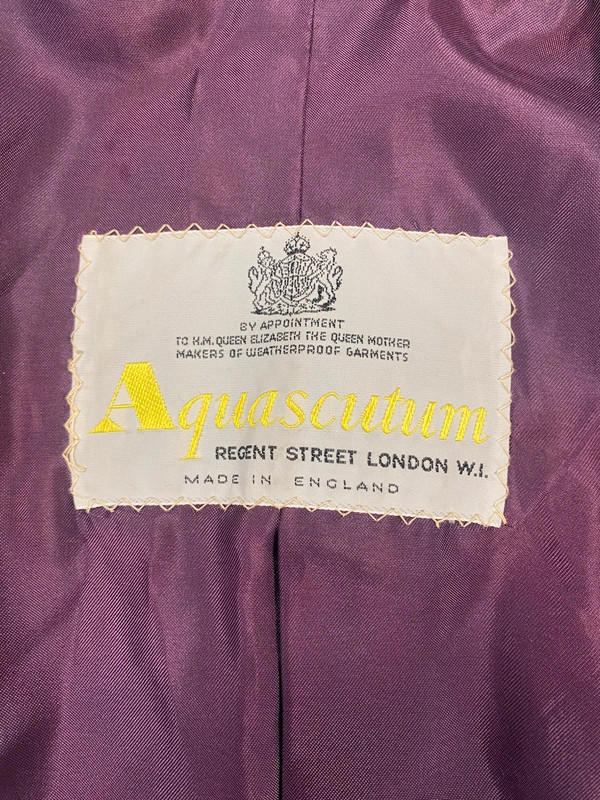 BY APPOINTMENT
TO H.M. QUEEN ELIZABETH THE QUEEN MOTHER
MAKERS OF WEATHERPROOF GARMENTS
Aquascutum
REGENT STREET LONDON W.I.
MADE IN ENGLAND